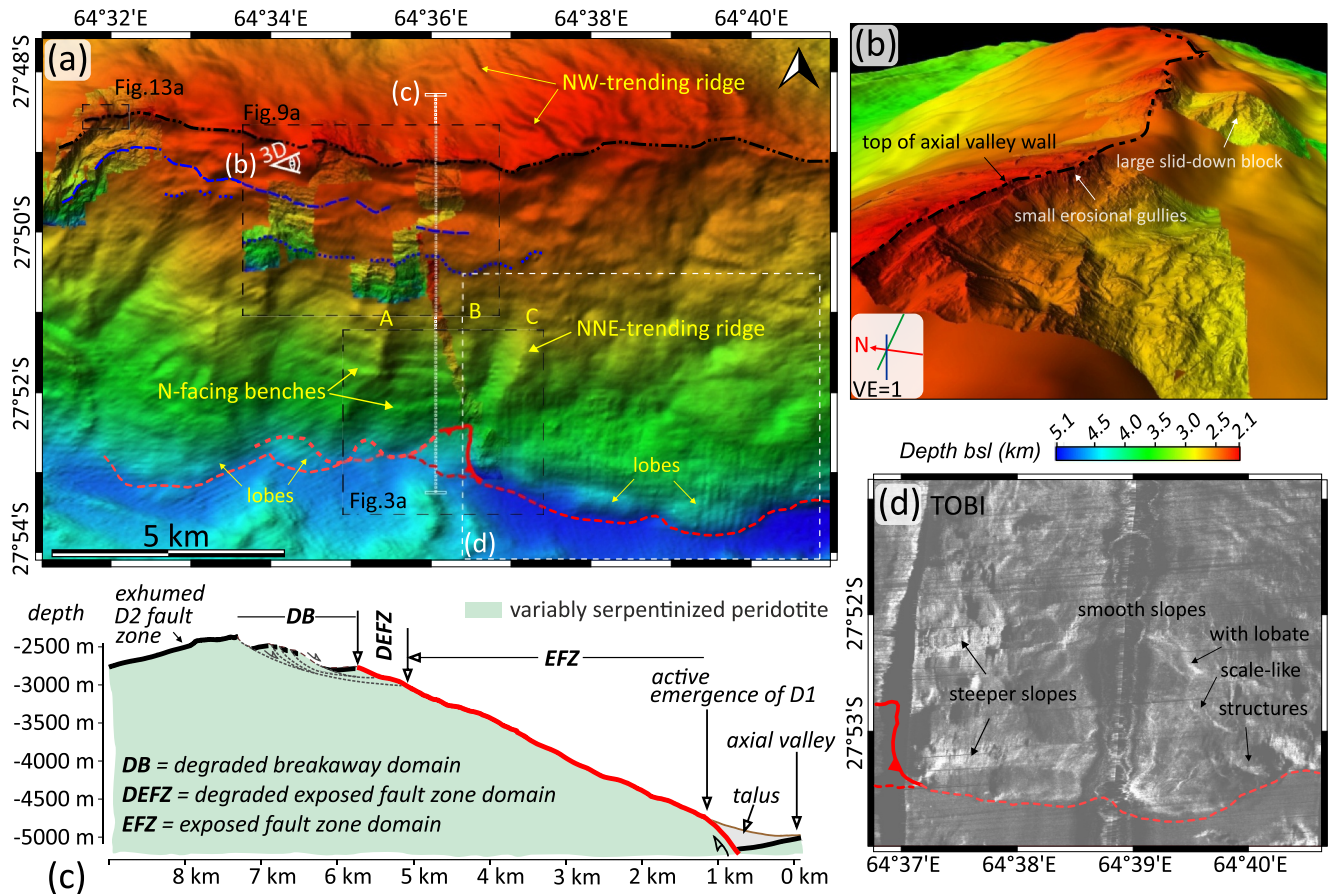 64°32'E 64°34'E 64°36'E 64°38'E 64°40'E
27°48'S
27°50'S
27°52'S
27°54'S
(a)
Fig.13a
Fig.9a
(c)
NW-trending ridge
(b)
3D
A
B
C
NNE-trending ridge
N-facing benches
lobes
lobes
Fig.3a
5 km
(d)
(b)
top of axial valley wall
large slid-down block
small erosional gullies
N
VE=1
Depth bsl (km)
5.1 4.5 4.0 3.5 3.0 2.5 2.1
depth
exhumed
D2 fault
zone
DB
DEFZ
EFZ
variably serpentinized peridotite
active
emergence of D1
axial valley
talus
-2500 m
-3000 m
-3500 m
-4000 m
-4500 m
-5000 m
DB = degraded breakaway domain
DEFZ = degraded exposed fault zone domain
EFZ = exposed fault zone domain
(c)
8 km 7 km 6 km 5 km 4 km 3 km 2 km 1 km 0 km
(d)
TOBI
27°52'S
27°53'S
smooth slopes
with lobate
scale-like
structures
steeper slopes
64°37'E 64°38'E 64°39'E 64°40'E